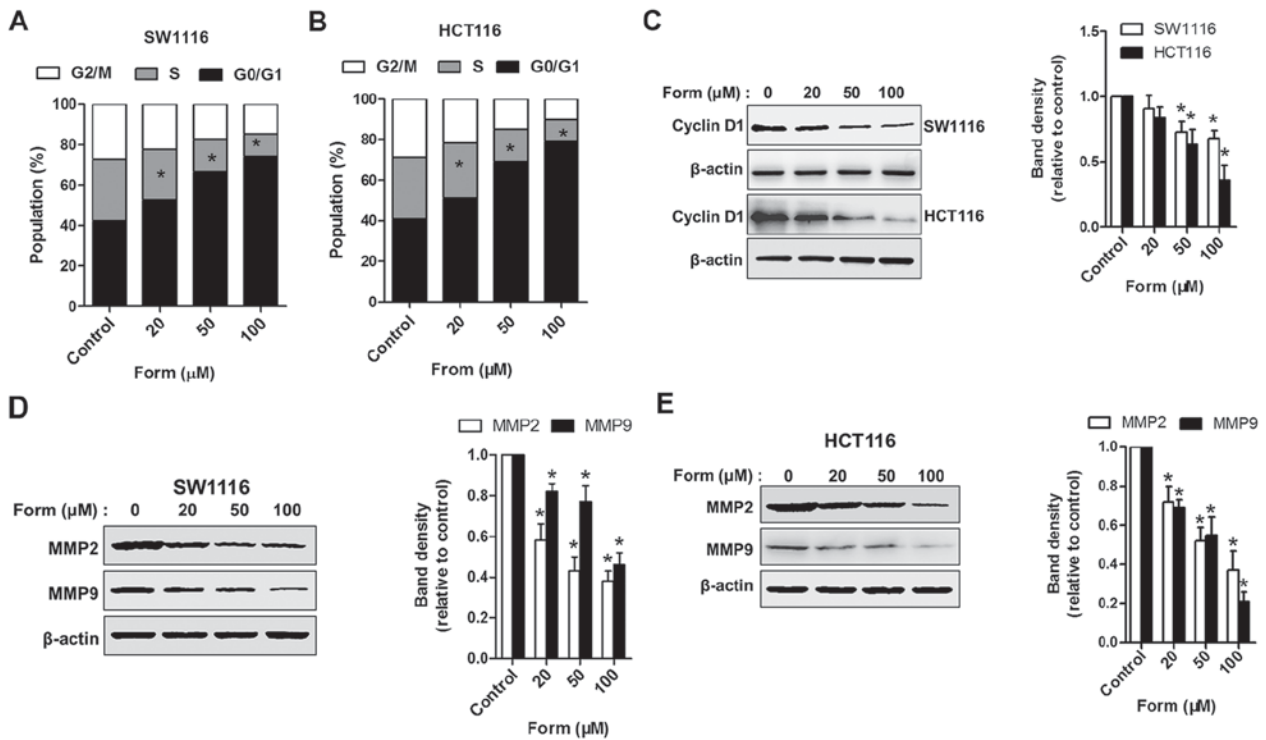 A
SW1116
G2/M S G0/G1
Population (%)
100
80
60
40
20
0
Control 20 50 100
* * *
Form (μM)
B
HCT116
G2/M S G0/G1
Population (%)
100
80
60
40
20
0
Control 20 50 100
* * *
From (μM)
C
Form (μM) : 0 20 50 100
Cyclin D1 SW1116
β-actin
Cyclin D1 HCT116
β-actin
SW1116
HCT116
Band density
(relative to control)
1.5
1.0
0.5
0.0
* * * *
Control 20 50 100
Form (μM)
D
SW1116
Form (μM) : 0 20 50 100
MMP2
MMP9
β-actin
MMP2 MMP9
Band density
(relative to control)
1.0
0.8
0.6
0.4
0.2
0.0
* * * * * *
Control 20 50 100
Form (μM)
E
HCT116
Form (μM) : 0 20 50 100
MMP2
MMP9
β-actin
MMP2 MMP9
Band density
(relative to control)
1.0
0.8
0.6
0.4
0.2
0.0
* * * * * *
Control 20 50 100
Form (μM)